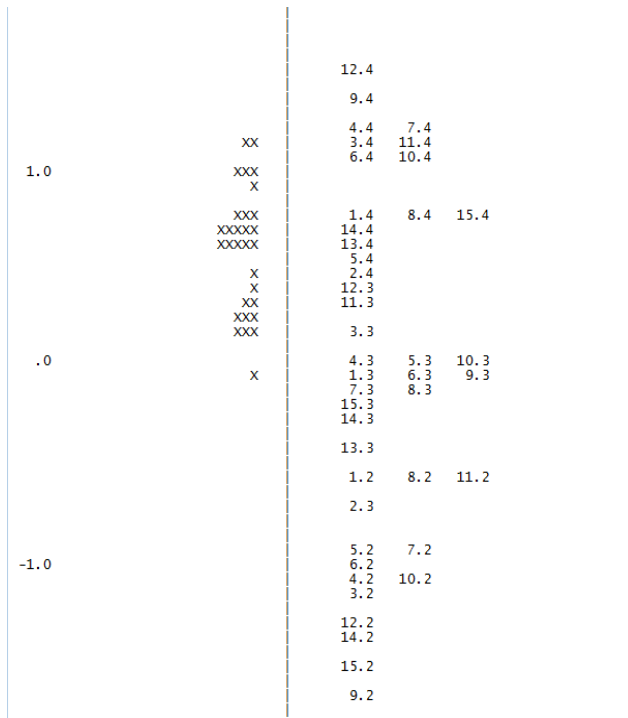 12.4
9.4
4.4 7.4
XX 3.4 11.4
6.4 10.4
1.0 XXX
X
XXX 1.4 8.4 15.4
XXXXX 14.4
XXXXX 13.4
5.4
X 2.4
X 12.3
XX 11.3
XXX
XXX 3.3
.0 4.3 5.3 10.3
X 1.3 6.3 9.3
7.3 8.3
15.3
14.3
13.3
1.2 8.2 11.2
2.3
5.2 7.2
-1.0 6.2
4.2 10.2
3.2
12.2
14.2
15.2
9.2